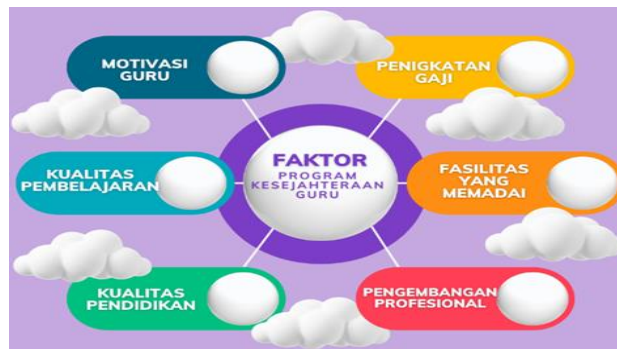 MOTIVASI
GURU
PENIGKATAN
GAJI
FAKTOR
PROGRAM
KESEJAHTERAAN
GURU
KUALITAS
PEMBELAJARAN
FASILITAS
YANG
MEMADAI
KUALITAS
PENDIDIKAN
PENGEMBANGAN
PROFESIONAL